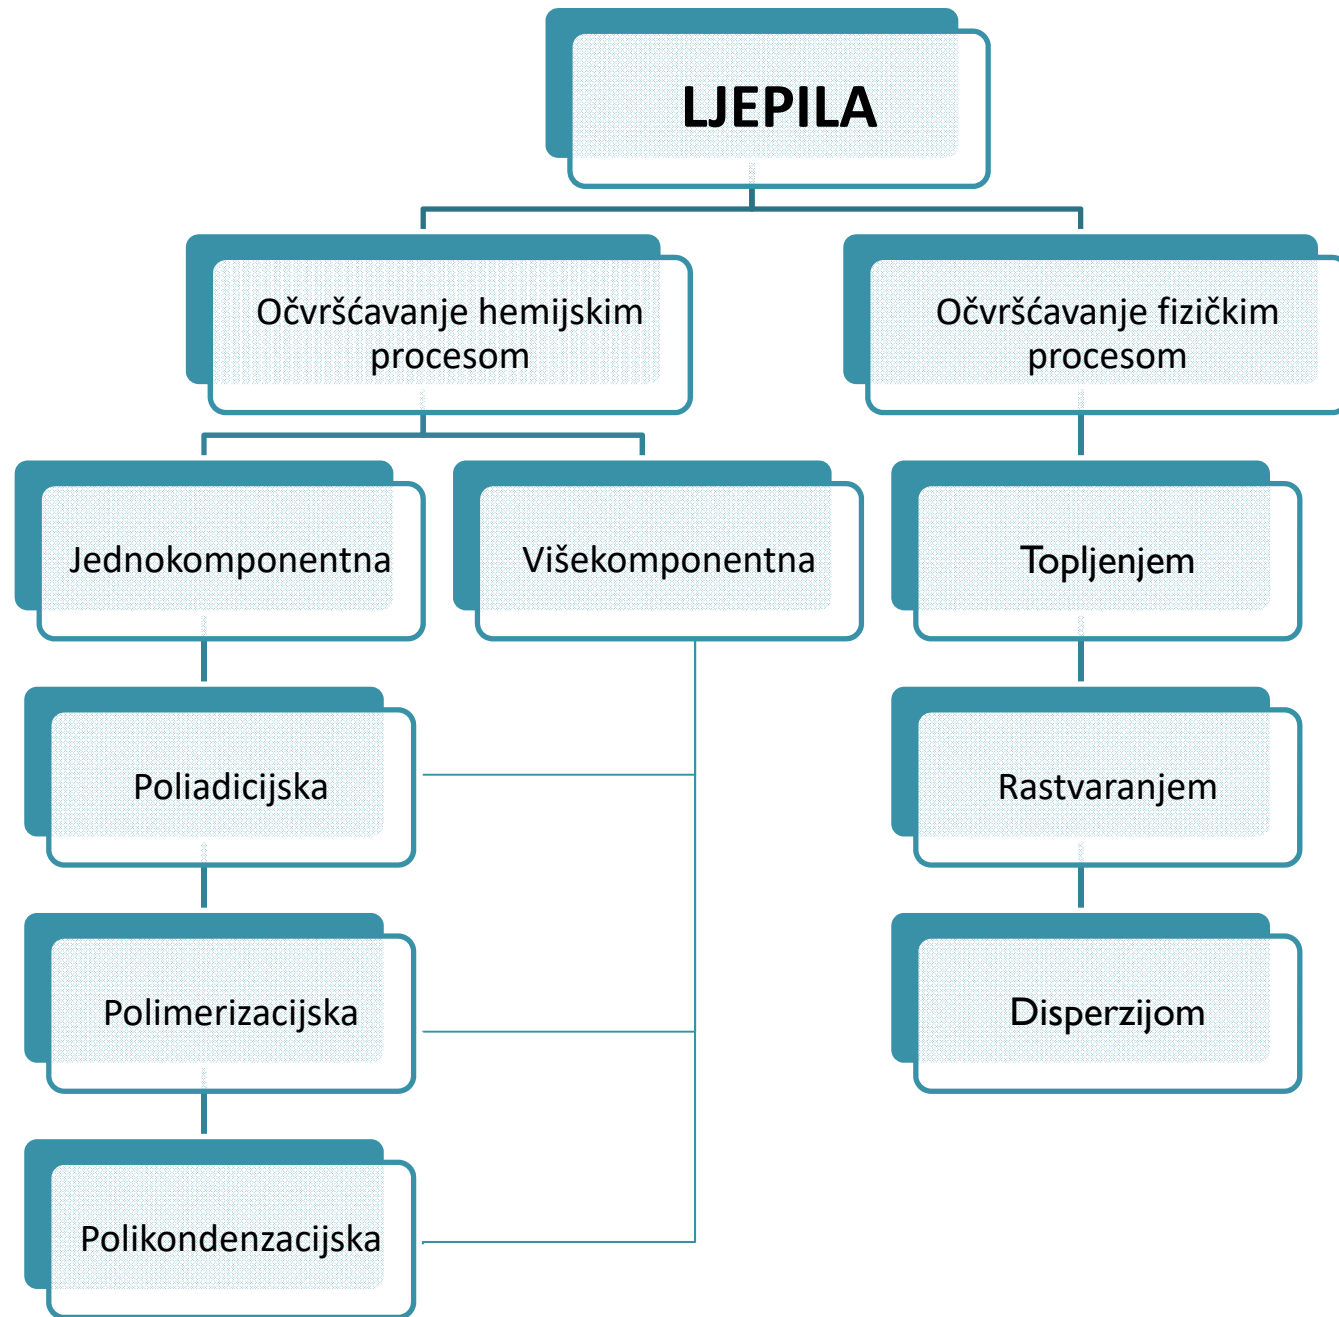 LJEPILA
Očvršćavanje hemijskim
procesom
Očvršćavanje fizičkim
procesom
Jednokomponentna
Višekomponentna
Topljenjem
Poliadicijska
Rastvaranjem
Polimerizacijska
Disperzijom
Polikondenzacijska